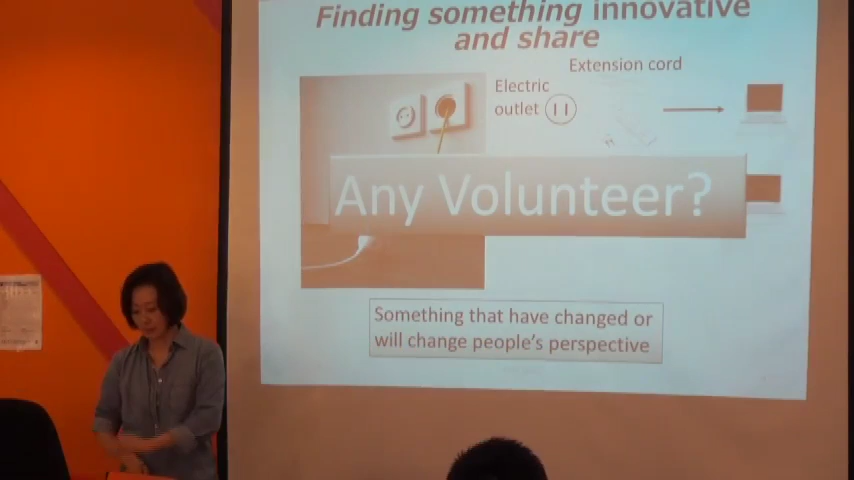 Finding something innovative
and share
Extension cord
Electric
outlet
Any Volunteer?
Something that have changed or
will change people's perspective